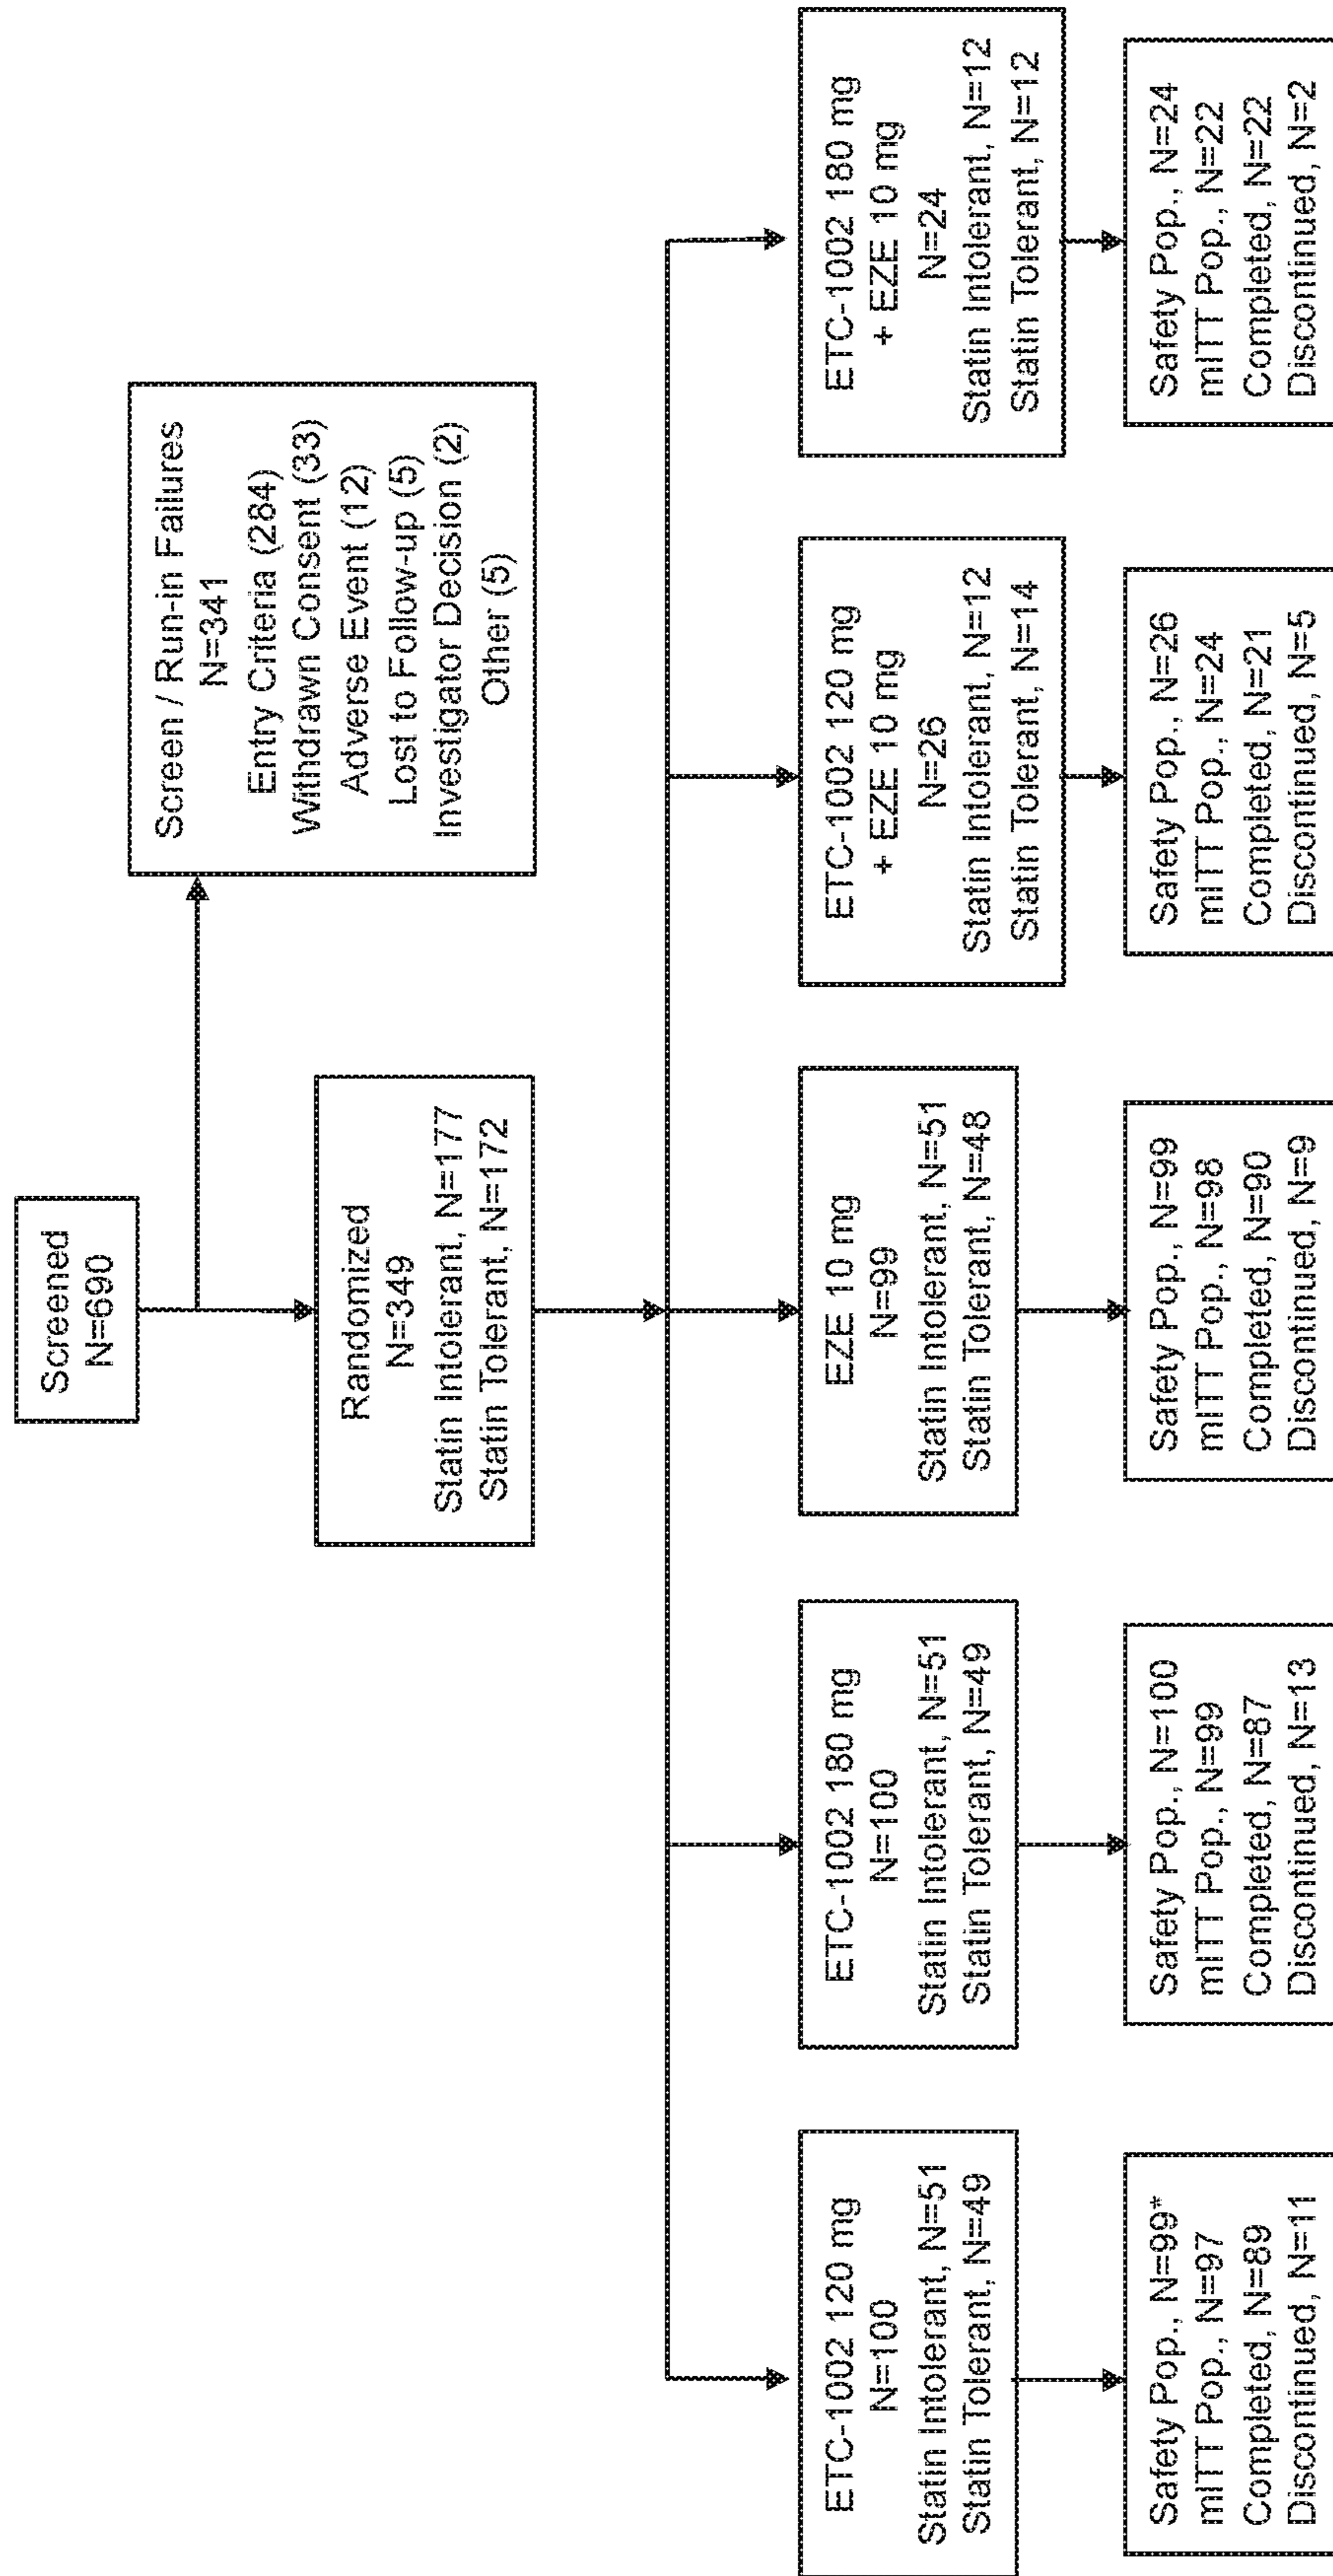 Screened
N=690
Screen / Run-in Failures
N=341
Entry Criteria (284)
Withdrawn Consent (33)
Adverse Event (12)
Lost to Follow-up (5)
Investigator Decision (2)
Other (5)
Randomized
N=349
Statin Intolerant, N=177
Statin Tolerant, N=172
ETC-1002 120 mg
N=100
Statin Intolerant, N=51
Statin Tolerant, N=49
ETC-1002 180 mg
N=100
Statin Intolerant, N=51
Statin Tolerant, N=49
EZE 10 mg
N=99
Statin Intolerant, N=51
Statin Tolerant, N=48
ETC-1002 120 mg
+ EZE 10 mg
N=26
Statin Intolerant, N=12
Statin Tolerant, N=14
ETC-1002 180 mg
+ EZE 10 mg
N=24
Statin Intolerant, N=12
Statin Tolerant, N=12
Safety Pop., N=99*
mITT Pop., N=97
Completed, N=89
Discontinued, N=11
Safety Pop., N=100
mITT Pop., N=99
Completed, N=87
Discontinued, N=13
Safety Pop., N=99
mITT Pop., N=98
Completed, N=90
Discontinued, N=9
Safety Pop., N=26
mITT Pop., N=24
Completed, N=21
Discontinued, N=5
Safety Pop., N=24
mITT Pop., N=22
Completed, N=22
Discontinued, N=2